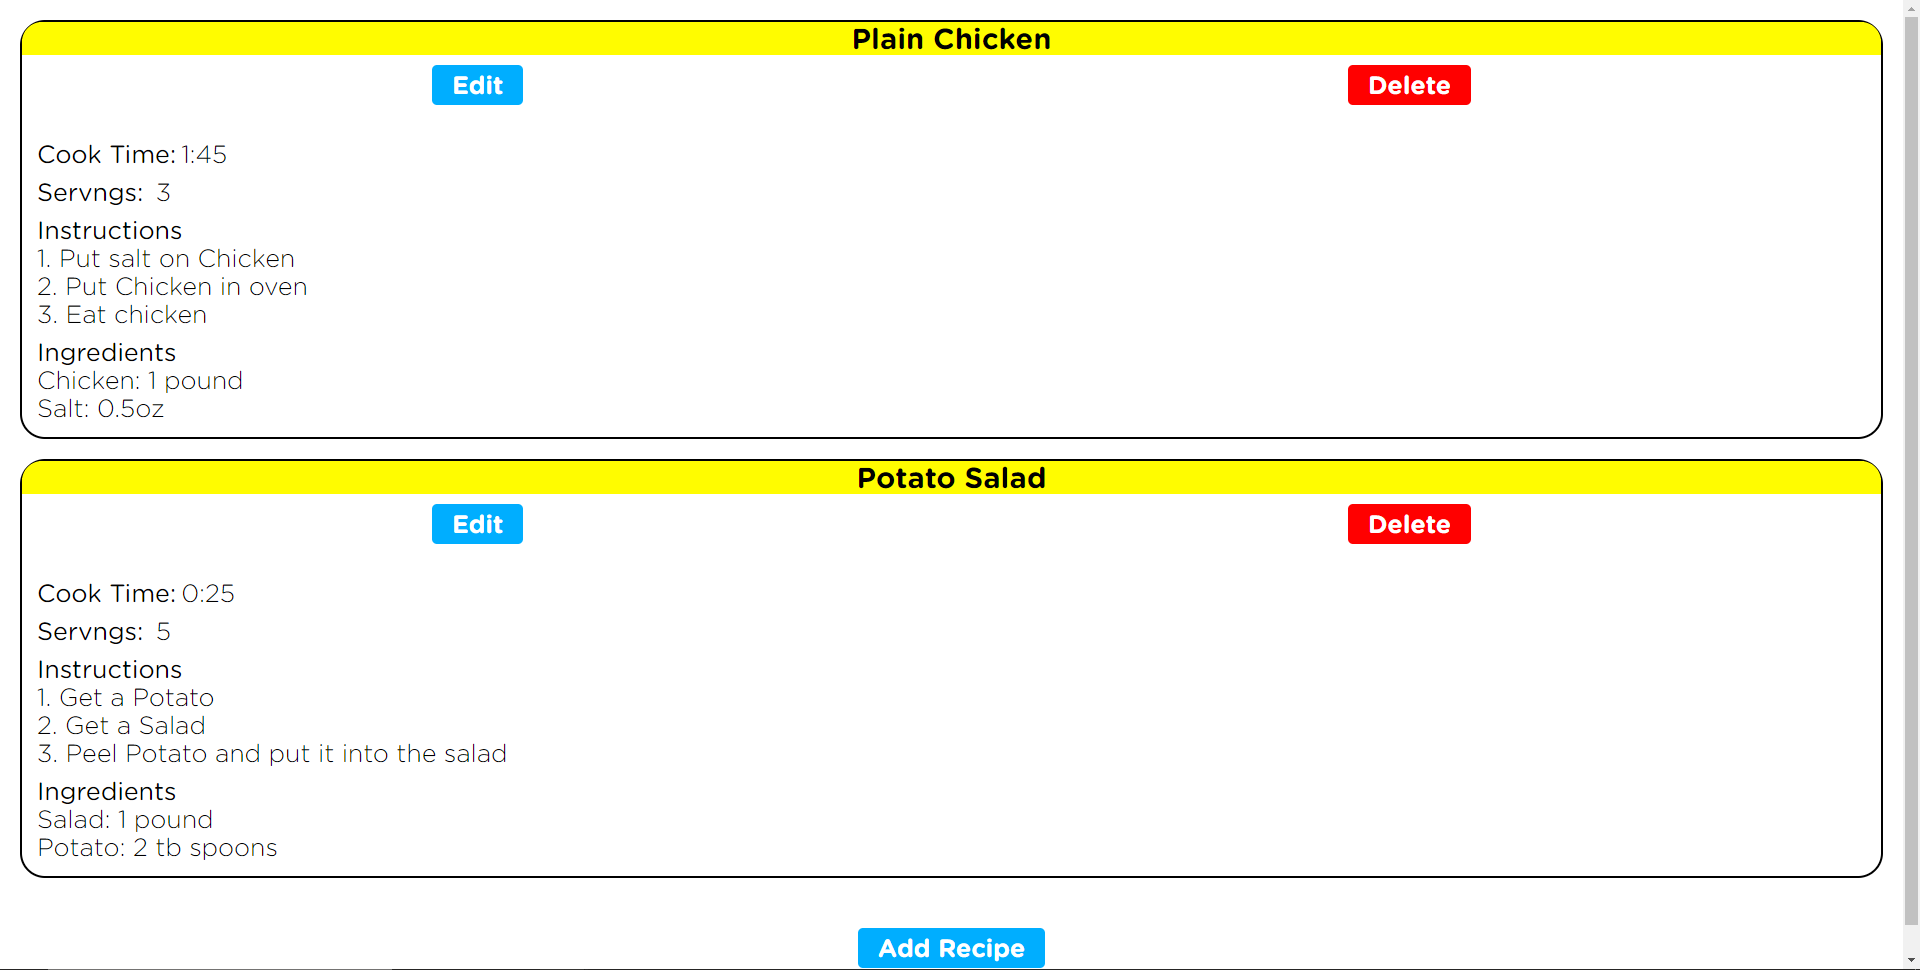 Plain Chicken
Edit Delete
Cook Time: 1:45
Servngs: 3
Instructions
1. Put salt on Chicken
2. Put Chicken in oven
3. Eat chicken
Ingredients
Chicken: 1 pound
Salt: 0.5oz
Potato Salad
Edit Delete
Cook Time: 0:25
Servngs: 5
Instructions
1. Get a Potato
2. Get a Salad
3. Peel Potato and put it into the salad
Ingredients
Salad: 1 pound
Potato: 2 tb spoons
Add Recipe